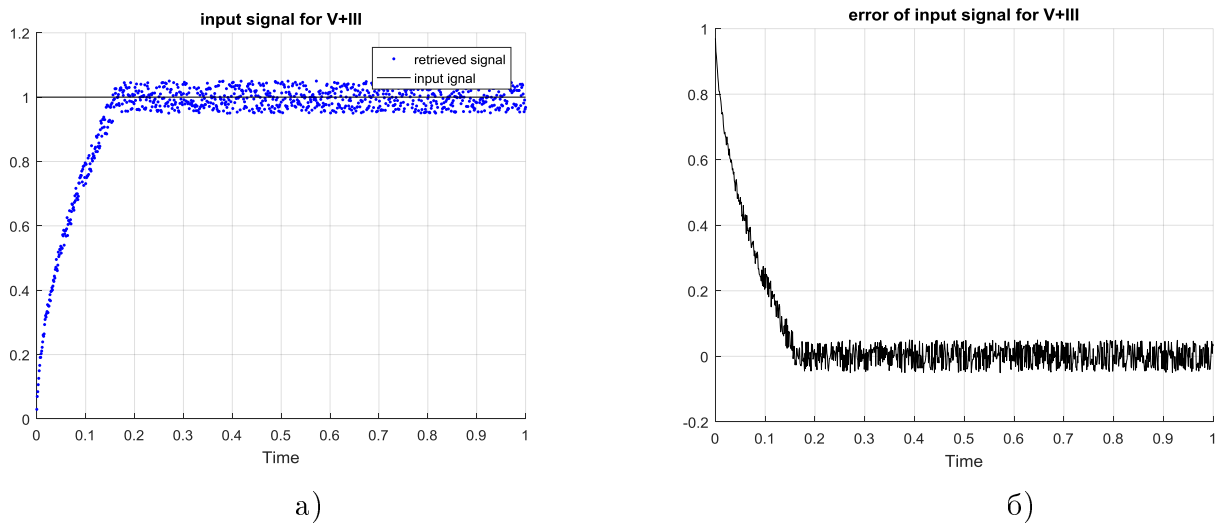 input signal for V+III
1.2
1
0.8
0.6
0.4
0.2
0
retrieved signal
input ignal
0 0.1 0.2 0.3 0.4 0.5 0.6 0.7 0.8 0.9 1
Time
а)
error of input signal for V+III
1
0.8
0.6
0.4
0.2
0
-0.2
0 0.1 0.2 0.3 0.4 0.5 0.6 0.7 0.8 0.9 1
Time
б)